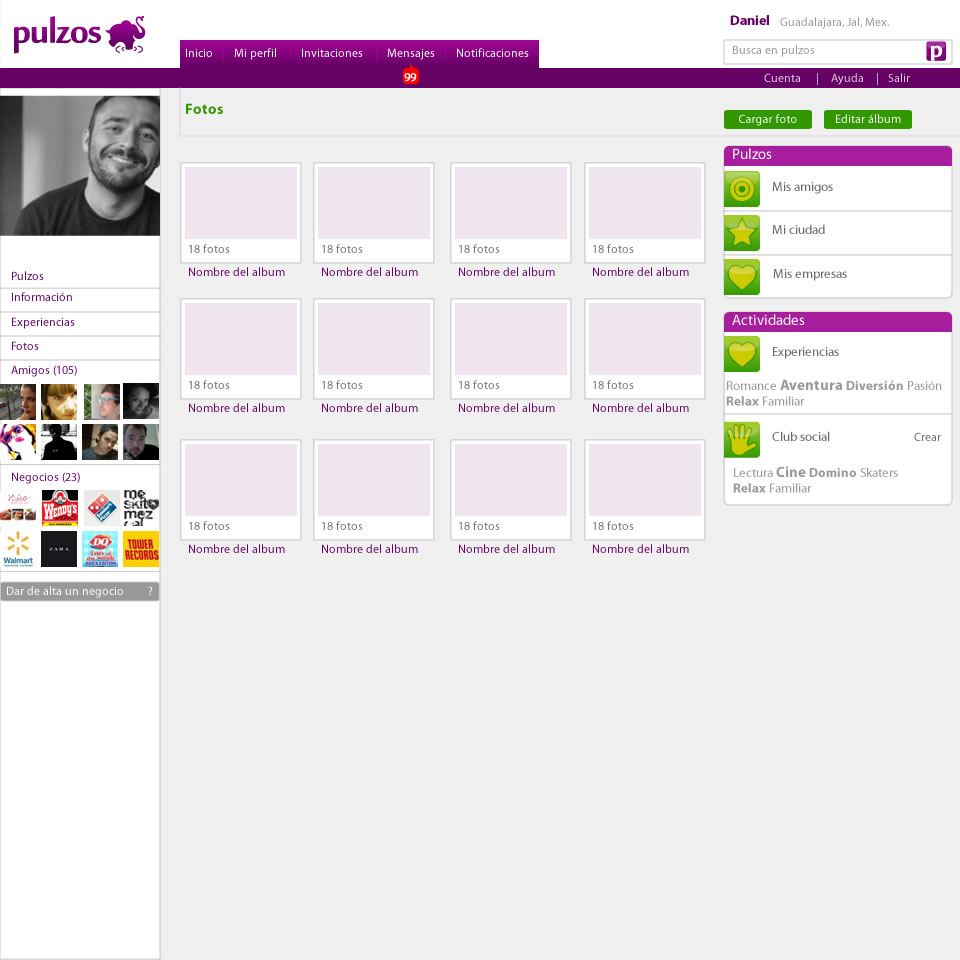 pulzos
Daniel Guadalajara, Jal, Mex.
Inicio Mi perfil Invitaciones Mensajes Notificaciones
Busca en pulzos p
99
Cuenta | Ayuda | Salir
Fotos
Cargar foto Editar álbum
18 fotos 18 fotos 18 fotos 18 fotos
Nombre del album Nombre del album Nombre del album Nombre del album
18 fotos 18 fotos 18 fotos 18 fotos
Nombre del album Nombre del album Nombre del album Nombre del album
18 fotos 18 fotos 18 fotos 18 fotos
Nombre del album Nombre del album Nombre del album Nombre del album
Pulzos
Información
Experiencias
Fotos
Amigos (105)
Negocios (23)
Wendy's
me
skito
mez
cal
Walmart
ZARA
DQ
TOWER
RECORDS
Dar de alta un negocio ?
Pulzos
Mis amigos
Mi ciudad
Mis empresas
Actividades
Experiencias
Romance Aventura Diversión Pasión
Relax Familiar
Club social Crear
Lectura Cine Domino Skaters
Relax Familiar